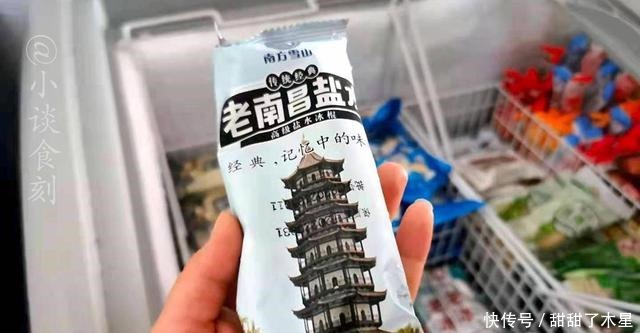 小谈食刻
南方雪山
传统经典
老南昌盐水
高级盐水冰棍
经典，记忆中的味
快传号／甜甜了木星